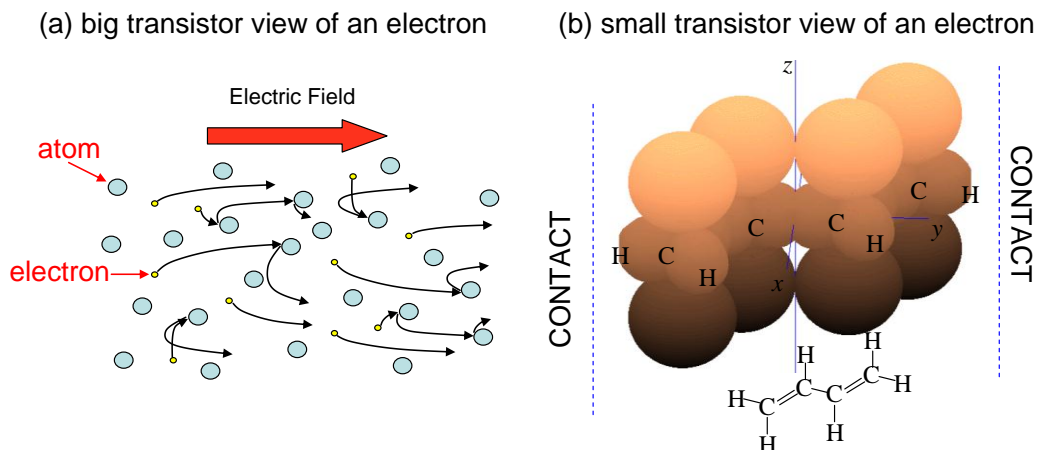 (a) big transistor view of an electron
(b) small transistor view of an electron
Electric Field
atom
electron
CONTACT
z
C
H
C
C
H
C
H
H
y
x
CONTACT
H
H
H
C
C
H
H
C
C
H